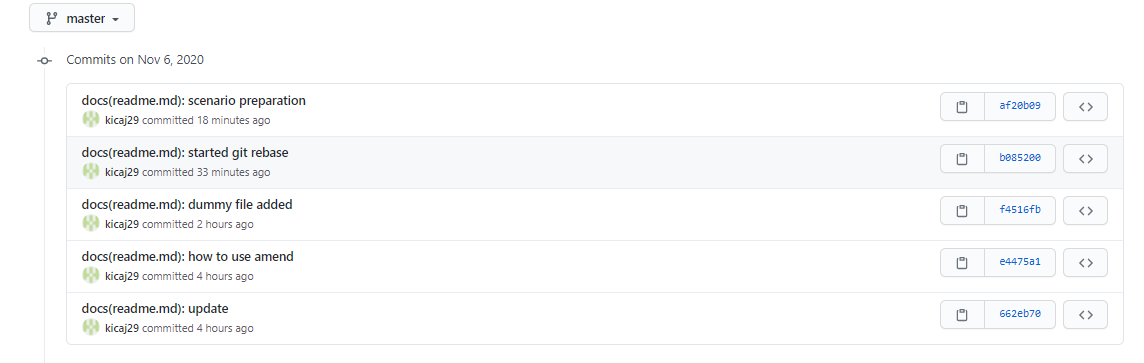 master
Commits on Nov 6, 2020
docs(readme.md): scenario preparation
kicaj29 committed 18 minutes ago
af20b09
docs(readme.md): started git rebase
kicaj29 committed 33 minutes ago
b085200
docs(readme.md): dummy file added
kicaj29 committed 2 hours ago
f4516fb
docs(readme.md): how to use amend
kicaj29 committed 4 hours ago
e4475a1
docs(readme.md): update
kicaj29 committed 4 hours ago
662eb70